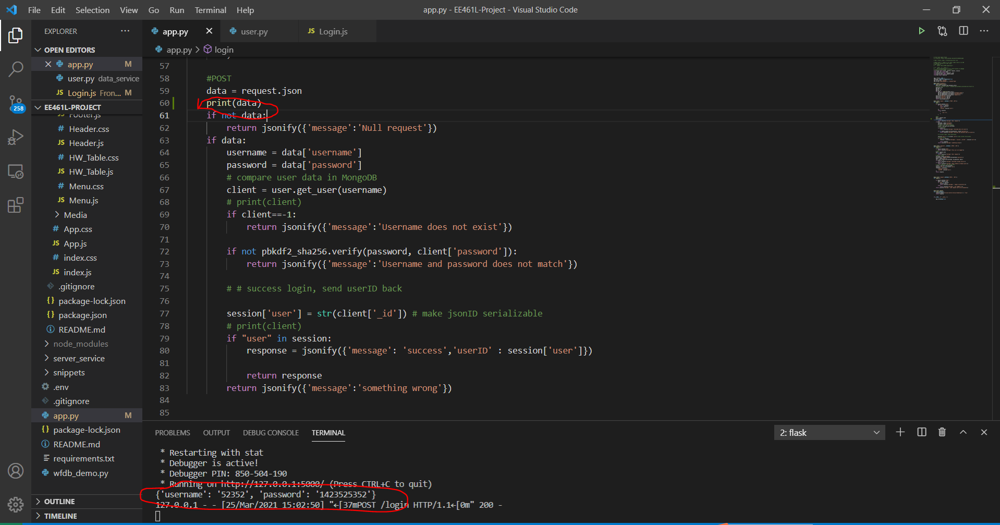 File Edit Selection View Go Run Terminal Help
app.py - EE461L-Project - Visual Studio Code
EXPLORER
OPEN EDITORS
app.py M
user.py data_service
Login.js Fron... M
EE461L-PROJECT
Footer.js
# Header.css
JS Header.js
# HW_Table.css
JS HW_Table.js
# Menu.css
JS Menu.js
Media
# App.css
JS App.js
# index.css
JS index.js
.gitignore
{} package-lock.json
{} package.json
README.md
node_modules
server_service
snippets
.env
.gitignore
app.py M
{} package-lock.json
README.md
requirements.txt
wfdb_demo.py
OUTLINE
TIMELINE
258
app.py
user.py
JS Login.js
app.py > login
57
58 #POST
59 data = request.json
60 print(data)
61 if not data:
62 return jsonify({'message':'Null request'})
63 if data:
64 username = data['username']
65 password = data['password']
66 # compare user data in MongoDB
67 client = user.get_user(username)
68 # print(client)
69 if client==-1:
70 return jsonify({'message':'Username does not exist'})
71
72 if not pbkdf2_sha256.verify(password, client['password']):
73 return jsonify({'message':'Username and password does not match'})
74
75 # # success login, send userID back
76
77 session['user'] = str(client['_id']) # make jsonID serializable
78 # print(client)
79 if "user" in session:
80 response = jsonify({'message': 'success','userID' : session['user']})
81
82 return response
83 return jsonify({'message':'something wrong'})
84
85
PROBLEMS OUTPUT DEBUG CONSOLE TERMINAL
2: flask
* Restarting with stat
* Debugger is active!
* Debugger PIN: 850-504-190
* Running on http://127.0.0.1:5000/ (Press CTRL+C to quit)
{'username': '52352', 'password': '1423525352'}
127.0.0.1 - - [25/Mar/2021 15:02:50] "←[37mPOST /login HTTP/1.1←[0m" 200 -